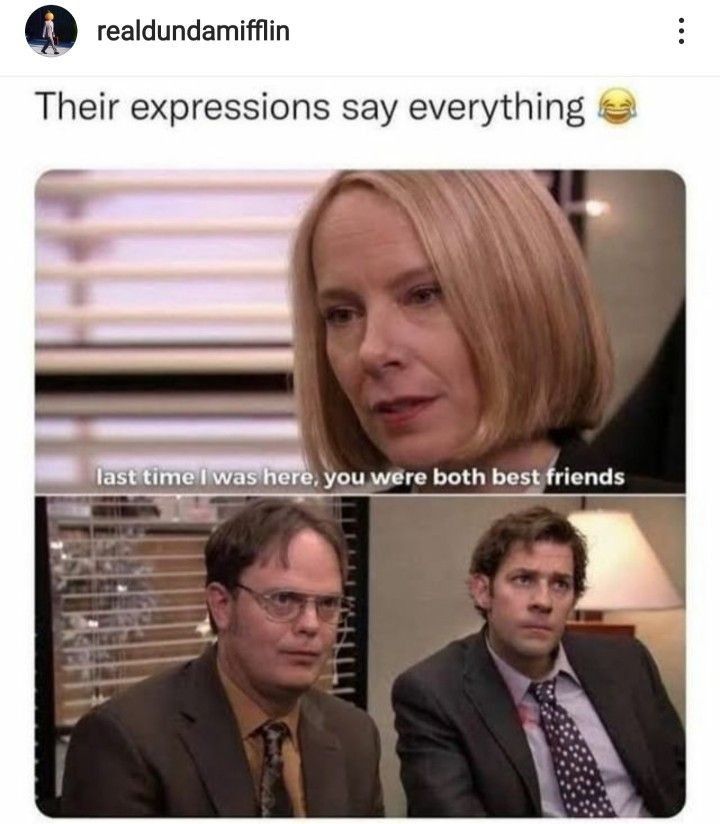 realdundamifflin
Their expressions say everything 😂
last time I was here, you were both best friends